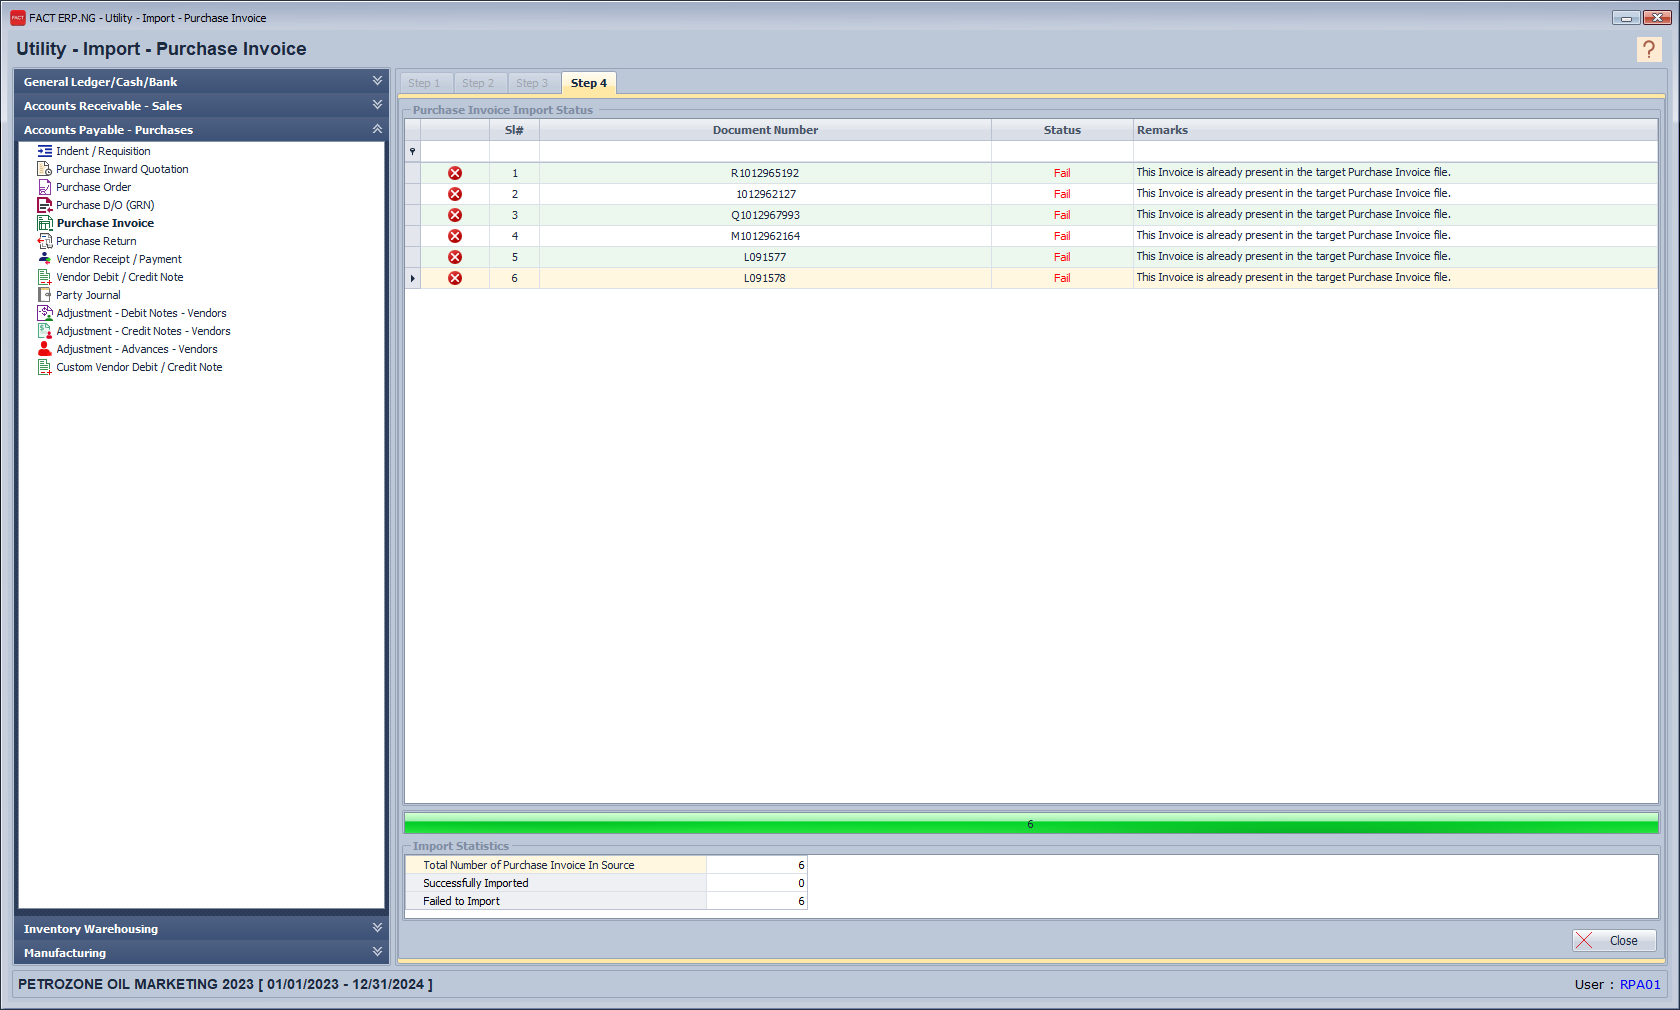 FACT FACT ERP.NG - Utility - Import - Purchase Invoice
Utility - Import - Purchase Invoice
?
General Ledger/Cash/Bank
Accounts Receivable - Sales
Accounts Payable - Purchases
Indent / Requisition
Purchase Inward Quotation
Purchase Order
Purchase D/O (GRN)
Purchase Invoice
Purchase Return
Vendor Receipt / Payment
Vendor Debit / Credit Note
Party Journal
Adjustment - Debit Notes - Vendors
Adjustment - Credit Notes - Vendors
Adjustment - Advances - Vendors
Custom Vendor Debit / Credit Note
Inventory Warehousing
Manufacturing
Step 1 Step 2 Step 3 Step 4
Purchase Invoice Import Status
Sl# Document Number Status Remarks
1 R1012965192 Fail This Invoice is already present in the target Purchase Invoice file.
2 1012962127 Fail This Invoice is already present in the target Purchase Invoice file.
3 Q1012967993 Fail This Invoice is already present in the target Purchase Invoice file.
4 M1012962164 Fail This Invoice is already present in the target Purchase Invoice file.
5 L091577 Fail This Invoice is already present in the target Purchase Invoice file.
6 L091578 Fail This Invoice is already present in the target Purchase Invoice file.
6
Import Statistics
Total Number of Purchase Invoice In Source 6
Successfully Imported 0
Failed to Import 6
Close
PETROZONE OIL MARKETING 2023 [ 01/01/2023 - 12/31/2024 ] User : RPA01